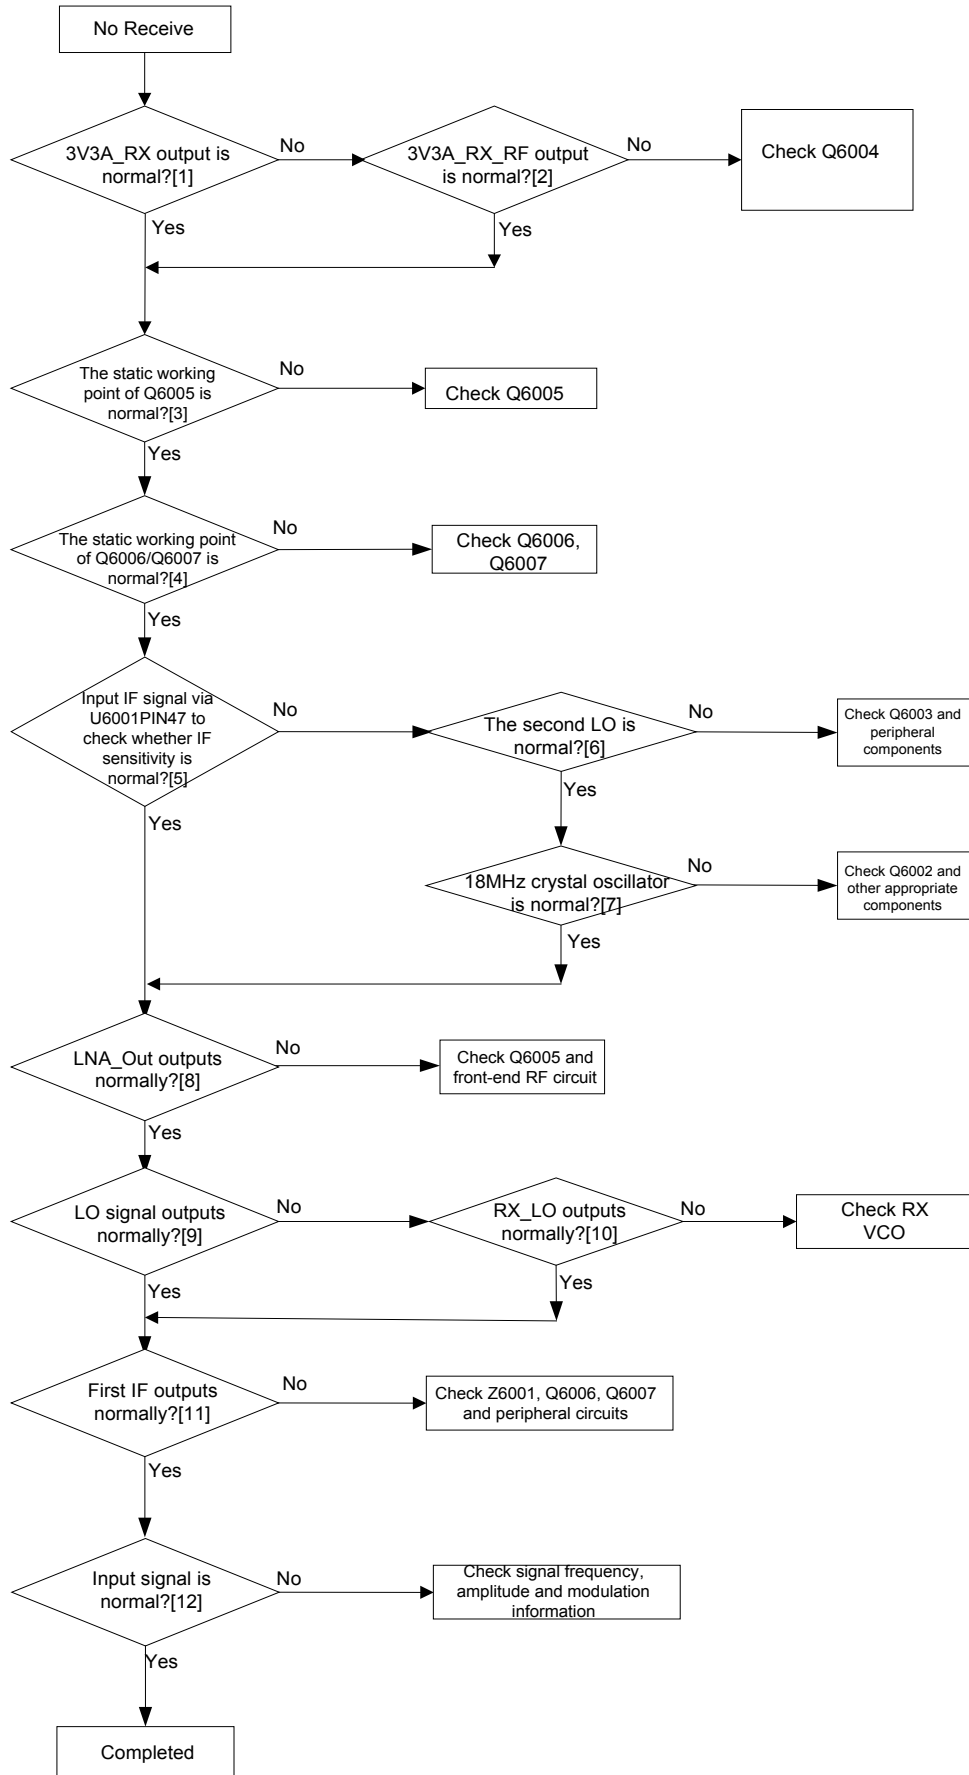 No Receive
3V3A_RX output is
normal?[1]
No
3V3A_RX_RF output
is normal?[2]
No
Check Q6004
Yes
Yes
The static working
point of Q6005 is
normal?[3]
No
Check Q6005
Yes
The static working point
of Q6006/Q6007 is
normal?[4]
No
Check Q6006,
Q6007
Yes
Input IF signal via
U6001PIN47 to
check whether IF
sensitivity is
normal?[5]
No
The second LO is
normal?[6]
No
Check Q6003 and
peripheral
components
Yes
Yes
18MHz crystal oscillator
is normal?[7]
No
Check Q6002 and
other appropriate
components
Yes
LNA_Out outputs
normally?[8]
No
Check Q6005 and
front-end RF circuit
Yes
LO signal outputs
normally?[9]
No
RX_LO outputs
normally?[10]
No
Check RX
VCO
Yes
Yes
First IF outputs
normally?[11]
No
Check Z6001, Q6006, Q6007
and peripheral circuits
Yes
Input signal is
normal?[12]
No
Check signal frequency,
amplitude and modulation
information
Yes
Completed